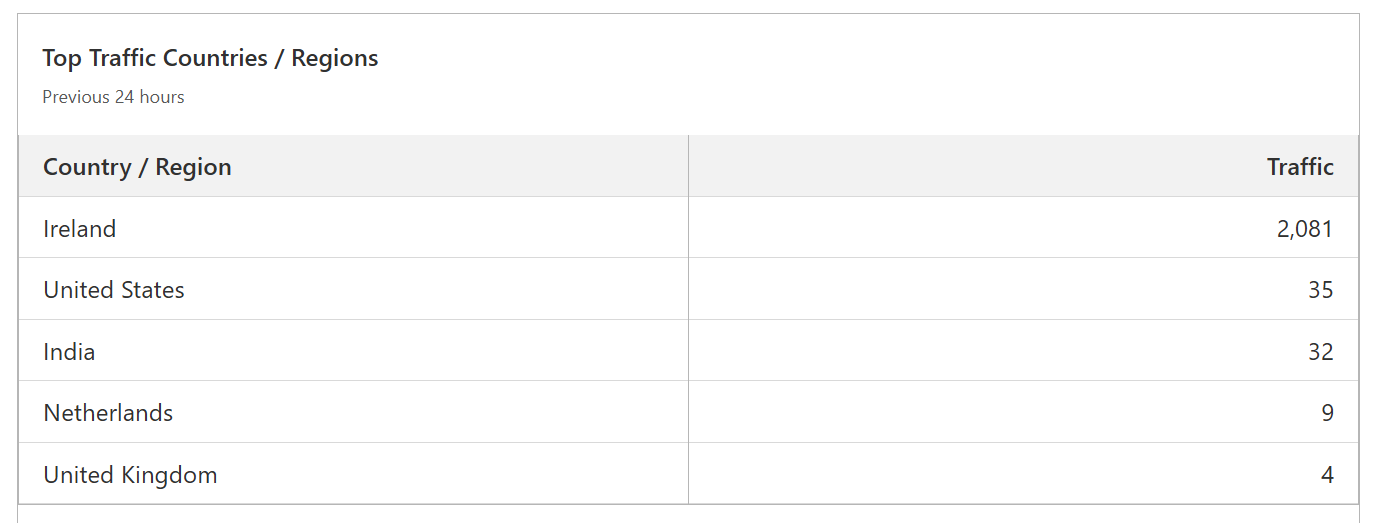 Top Traffic Countries / Regions
Previous 24 hours
Country / Region Traffic
Ireland 2,081
United States 35
India 32
Netherlands 9
United Kingdom 4